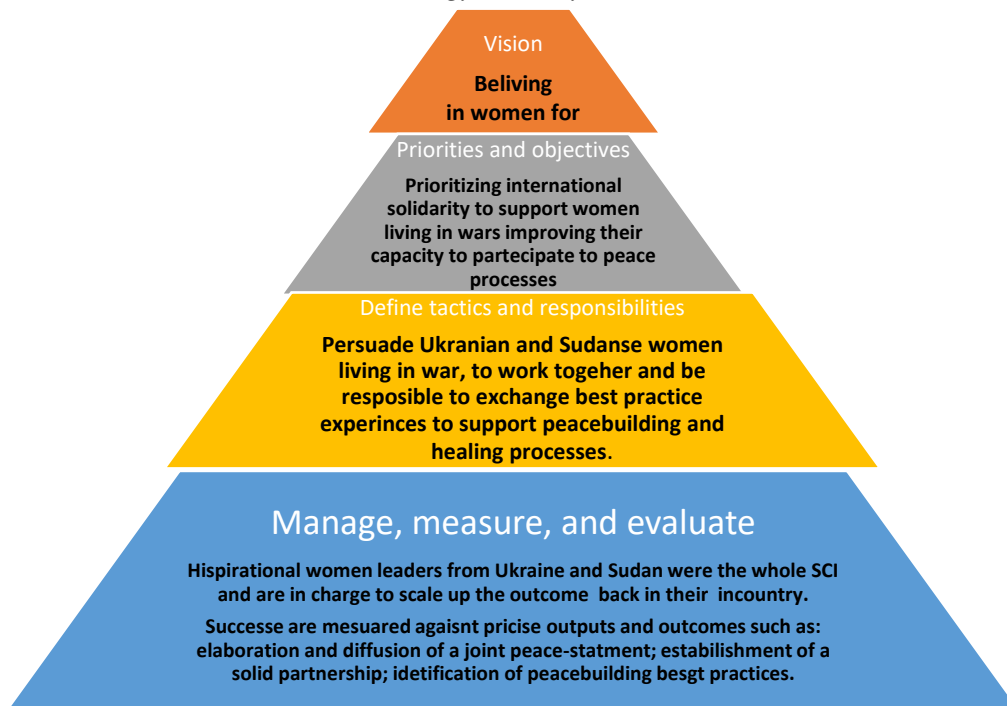 Vision
Beliving
in women for
Priorities and objectives
Prioritizing international
solidarity to support women
living in wars improving their
capacity to partecipate to peace
processes
Define tactics and responsibilities
Persuade Ukranian and Sudanse women
living in war, to work togeher and be
resposible to exchange best practice
experinces to support peacebuilding and
healing processes.
Manage, measure, and evaluate
Hispirational women leaders from Ukraine and Sudan were the whole SCI
and are in charge to scale up the outcome back in their incountry.
Successe are mesuared agaisnt pricise outputs and outcomes such as:
elaboration and diffusion of a joint peace-statment; estabilishment of a
solid partnership; idetification of peacebuilding besgt practices.